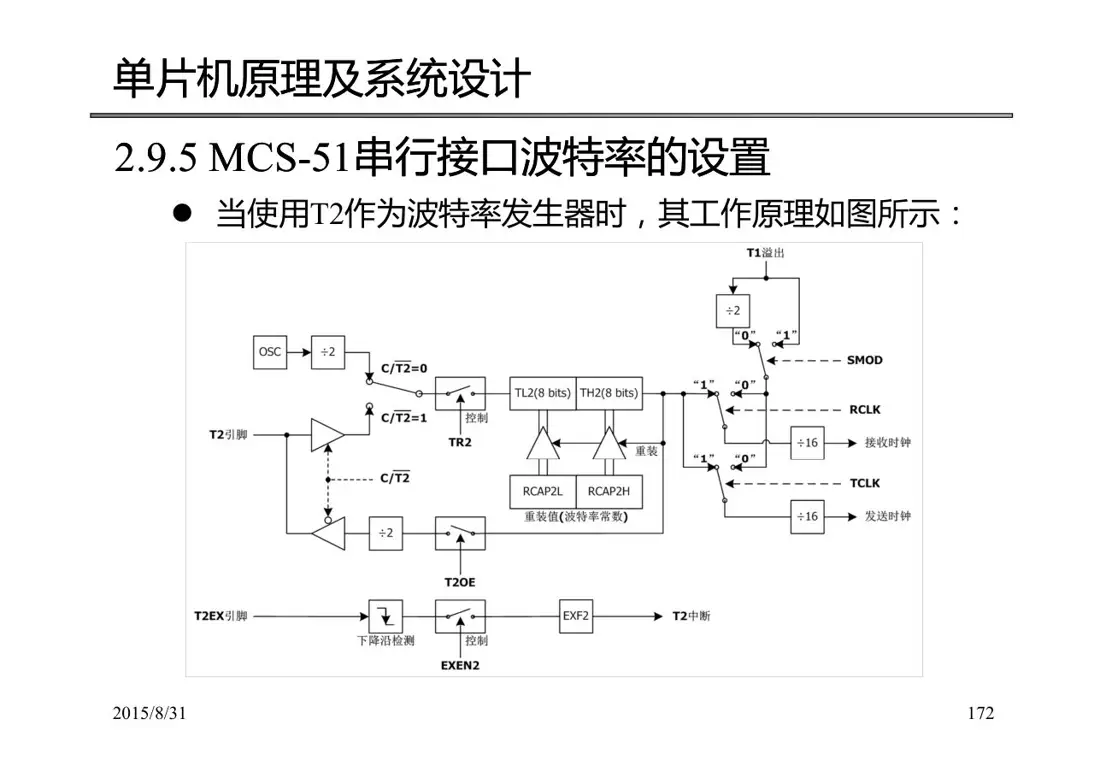 单片机原理及系统设计
2.9.5 MCS-51串行接口波特率的设置
● 当使用T2作为波特率发生器时，其工作原理如图所示：
T1溢出
÷2
“0” “1”
OSC ÷2
C/T2=0
SMOD
TL2(8 bits) TH2(8 bits)
“1” “0”
C/T2=1
控制
RCLK
T2引脚
TR2
重装
÷16 接收时钟
“1” “0”
C/T2
RCAP2L RCAP2H
TCLK
重装值(波特率常数)
÷16 发送时钟
÷2
T2OE
T2EX引脚
EXF2 T2中断
下降沿检测
控制
EXEN2
2015/8/31 172